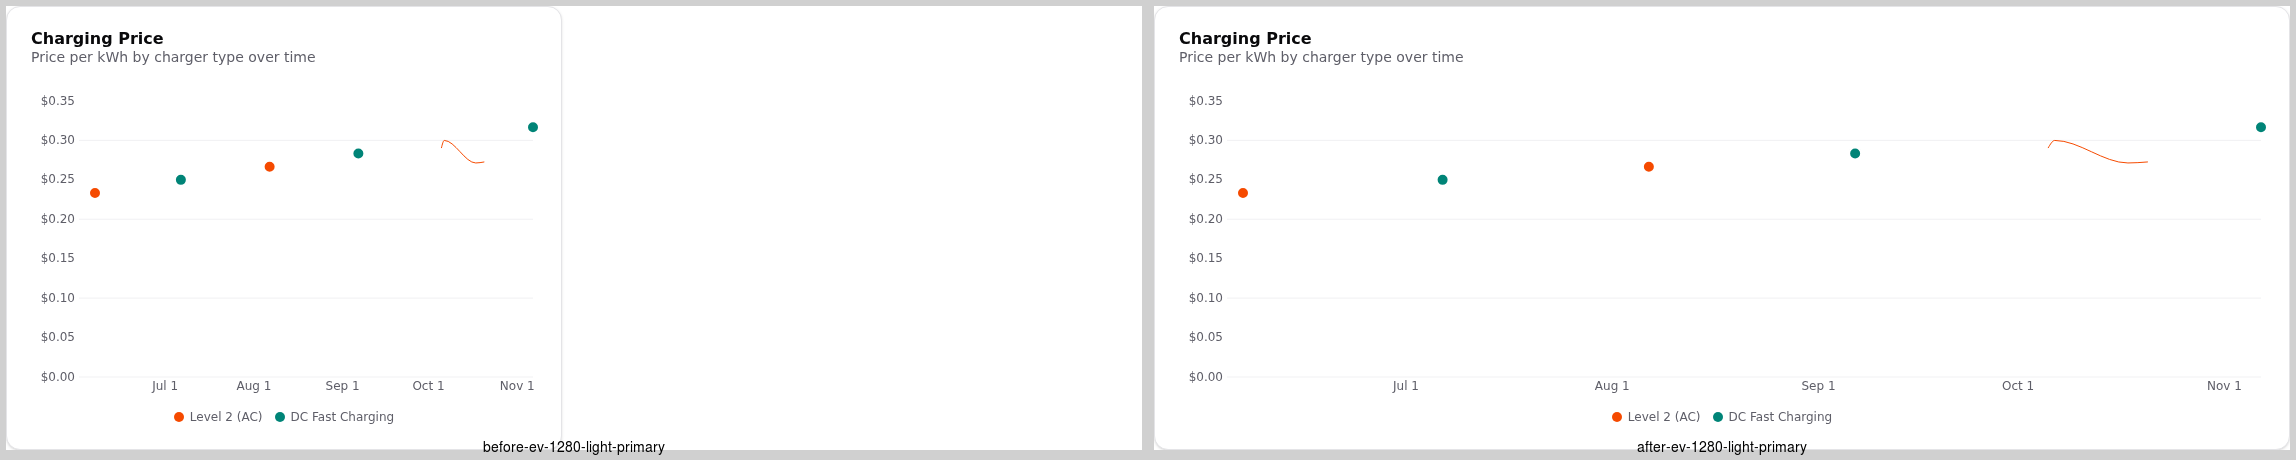 Charging Price
Price per kWh by charger type over time
$0.35
$0.30
$0.25
$0.20
$0.15
$0.10
$0.05
$0.00
Jul 1 Aug 1 Sep 1 Oct 1 Nov 1
Level 2 (AC) DC Fast Charging
before-ev-1280-light-primary
Charging Price
Price per kWh by charger type over time
$0.35
$0.30
$0.25
$0.20
$0.15
$0.10
$0.05
$0.00
Jul 1 Aug 1 Sep 1 Oct 1 Nov 1
Level 2 (AC) DC Fast Charging
after-ev-1280-light-primary